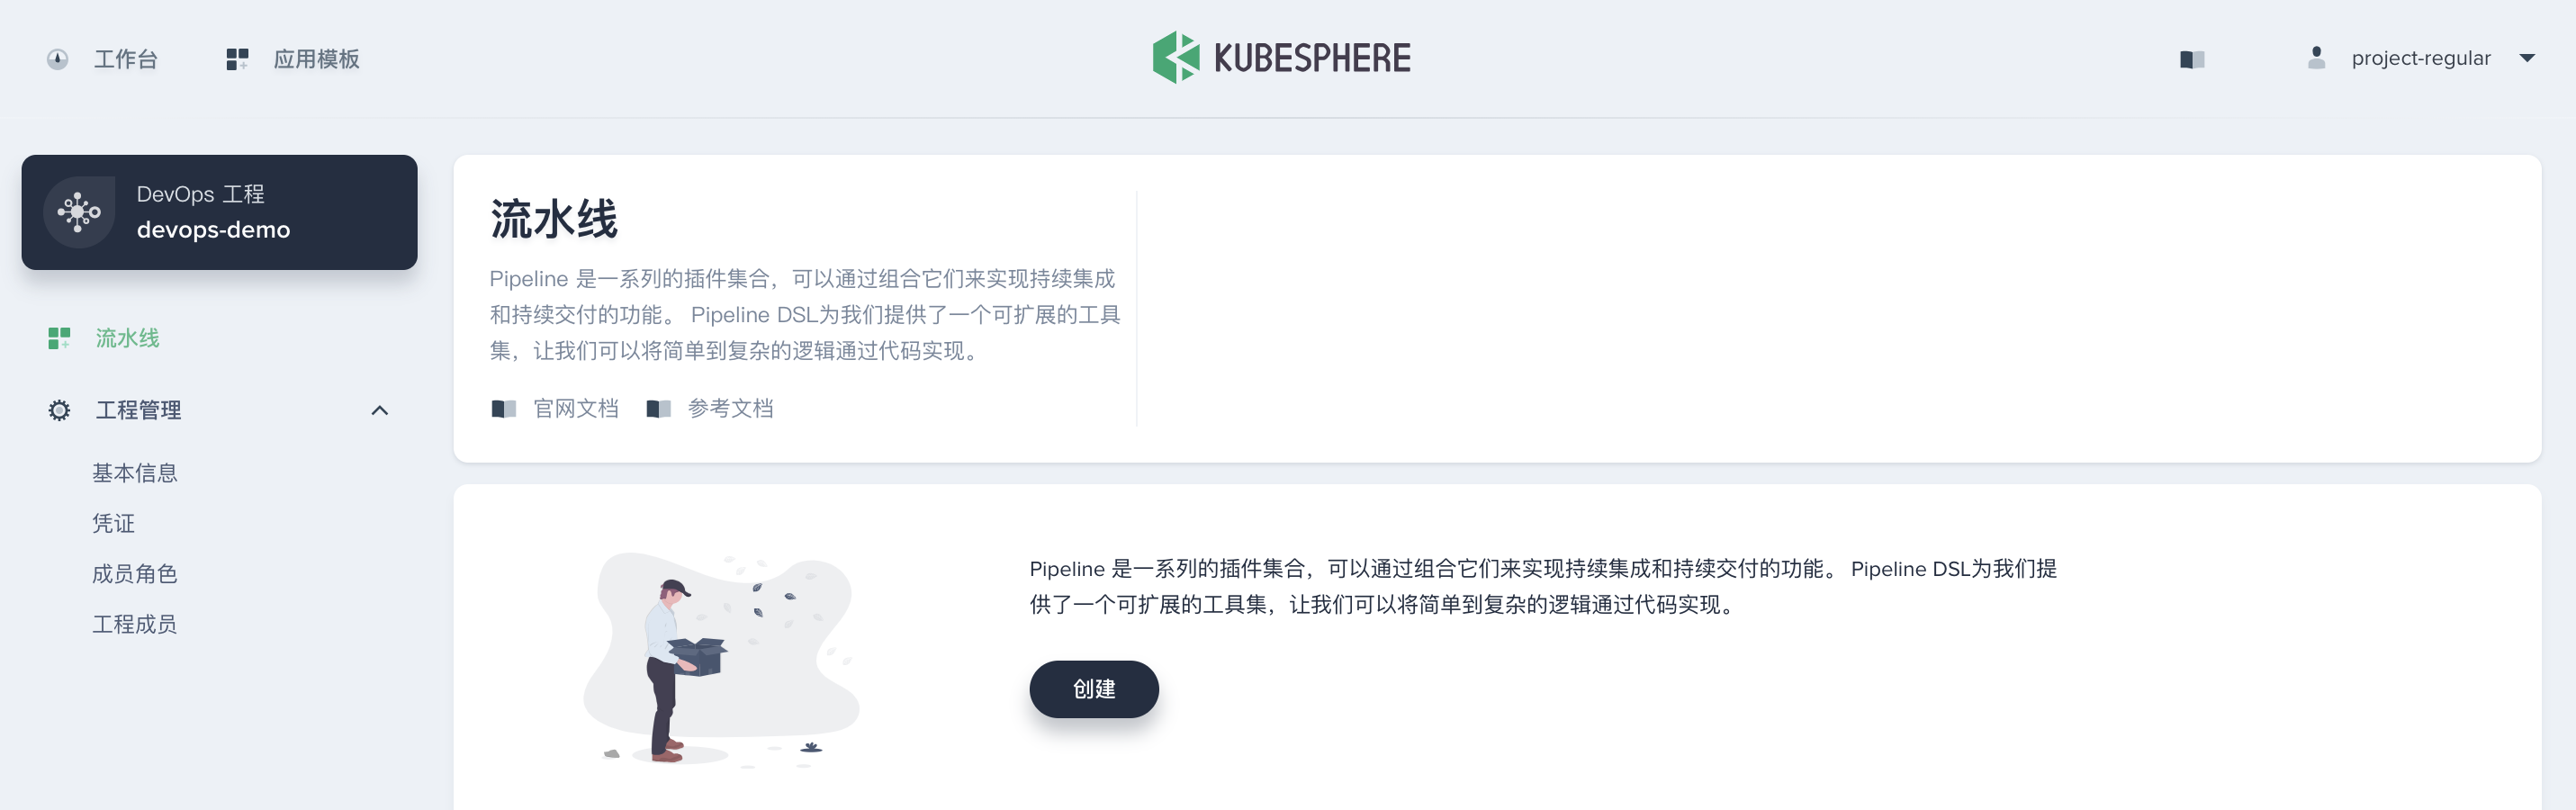 工作台
应用模板
KUBESPHERE
project-regular
DevOps 工程
devops-demo
流水线
工程管理
基本信息
凭证
成员角色
工程成员
流水线
Pipeline 是一系列的插件集合，可以通过组合它们来实现持续集成
和持续交付的功能。 Pipeline DSL为我们提供了一个可扩展的工具
集，让我们可以将简单到复杂的逻辑通过代码实现。
官网文档
参考文档
Pipeline 是一系列的插件集合，可以通过组合它们来实现持续集成和持续交付的功能。 Pipeline DSL为我们提
供了一个可扩展的工具集，让我们可以将简单到复杂的逻辑通过代码实现。
创建